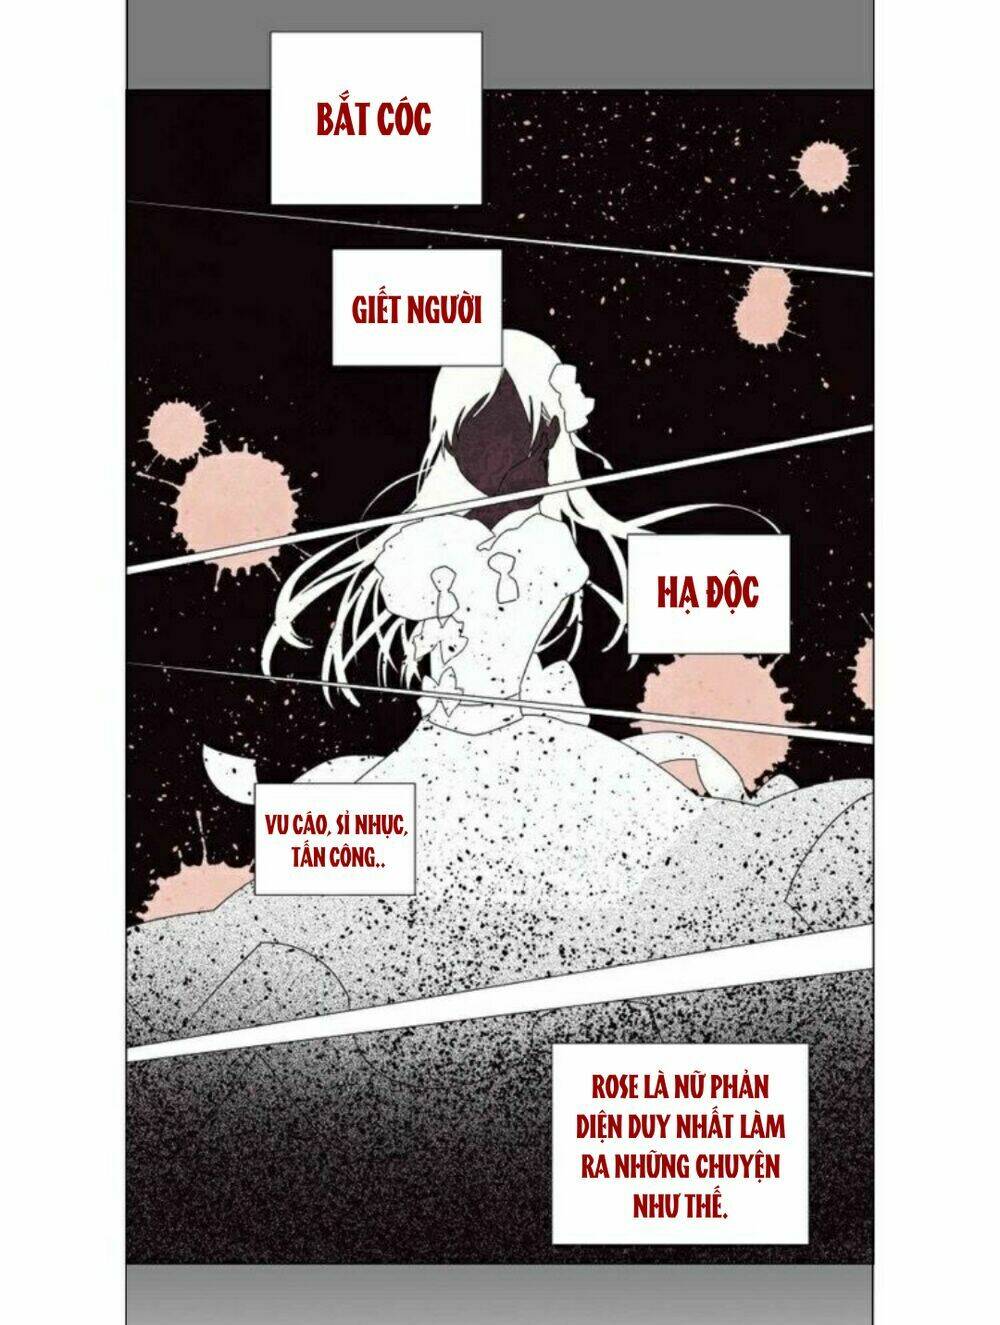 BẮT CÓC
GIẾT NGƯỜI
HẠ ĐỘC
VU CÁO, SỈ NHỤC,
TẤN CÔNG..
ROSE LÀ NỮ PHẢN
DIỆN DUY NHẤT LÀM
RA NHỮNG CHUYỆN
NHƯ THẾ.